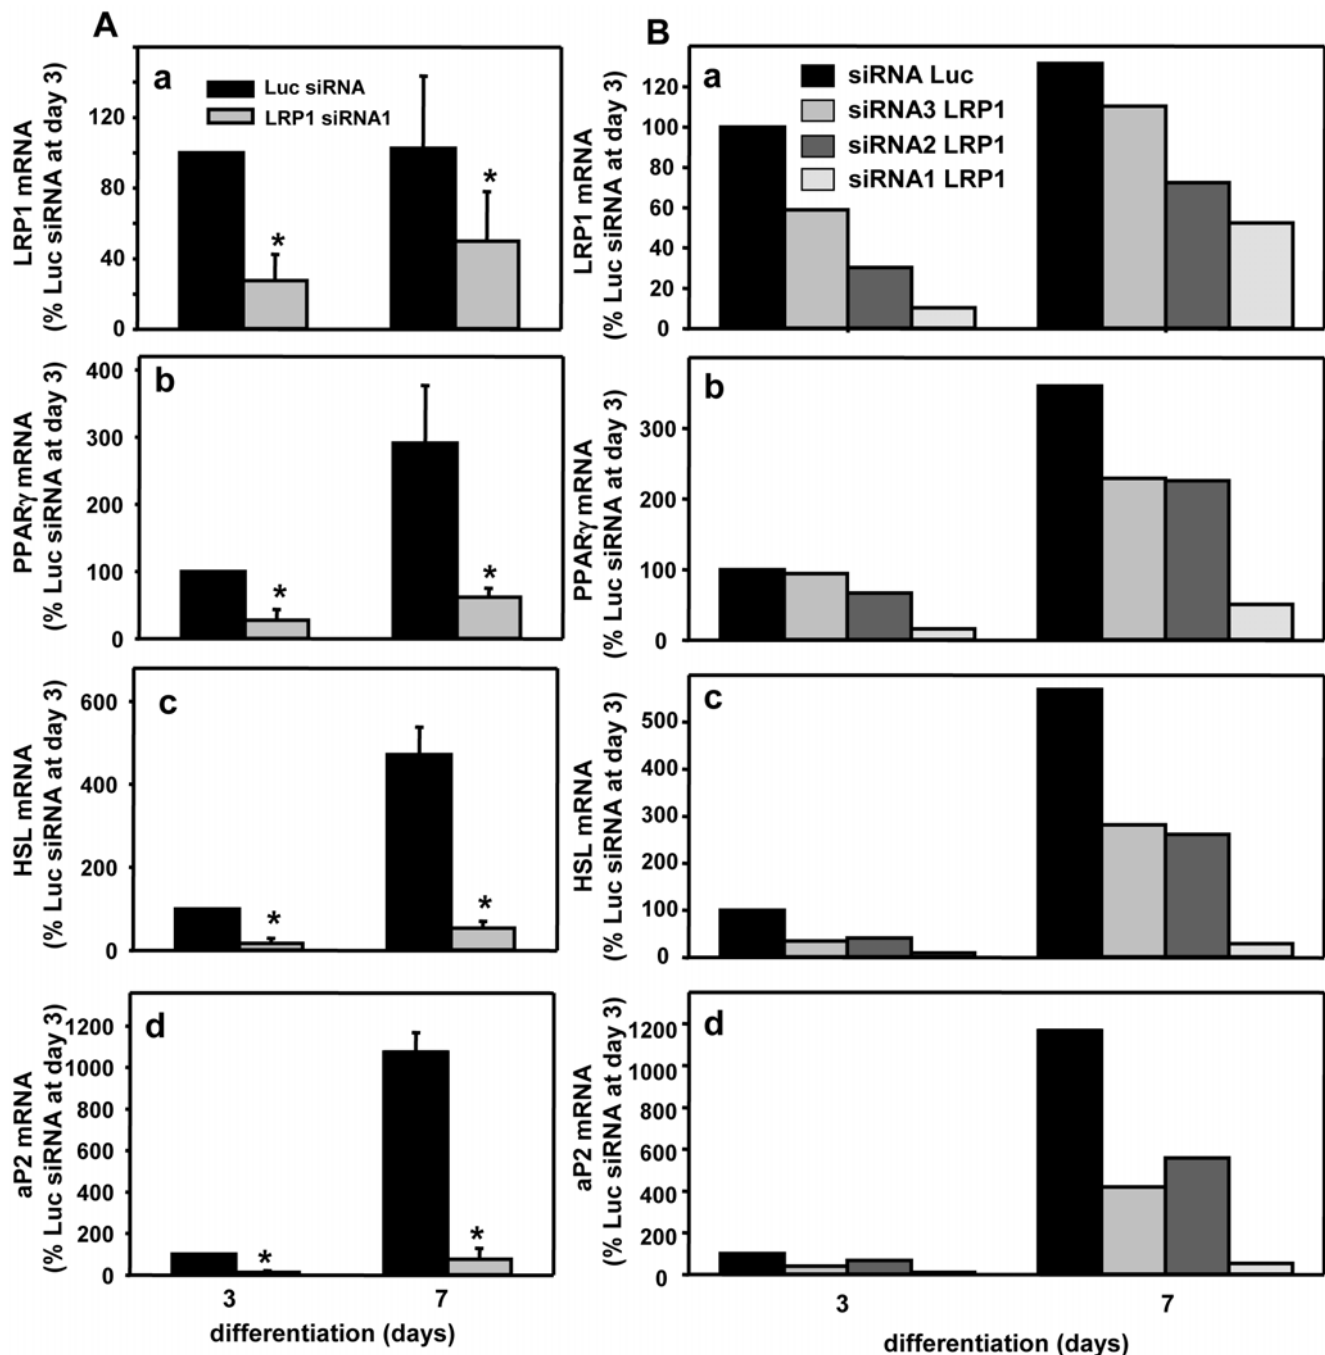 A
a
Luc siRNA
LRP1 siRNA1
LRP1 mRNA
(% Luc siRNA at day 3)
120
80
40
0
*
*
b
PPARγ mRNA
(% Luc siRNA at day 3)
400
300
200
100
0
*
*
c
HSL mRNA
(% Luc siRNA at day 3)
600
400
200
0
*
*
d
aP2 mRNA
(% Luc siRNA at day 3)
1200
1000
800
600
400
200
0
*
*
3
7
differentiation (days)
B
a
siRNA Luc
siRNA3 LRP1
siRNA2 LRP1
siRNA1 LRP1
LRP1 mRNA
(% Luc siRNA at day 3)
120
100
80
60
40
20
0
b
PPARγ mRNA
(% Luc siRNA at day 3)
300
200
100
0
c
HSL mRNA
(% Luc siRNA at day 3)
500
400
300
200
100
0
d
aP2 mRNA
(% Luc siRNA at day 3)
1200
1000
800
600
400
200
0
3
7
differentiation (days)